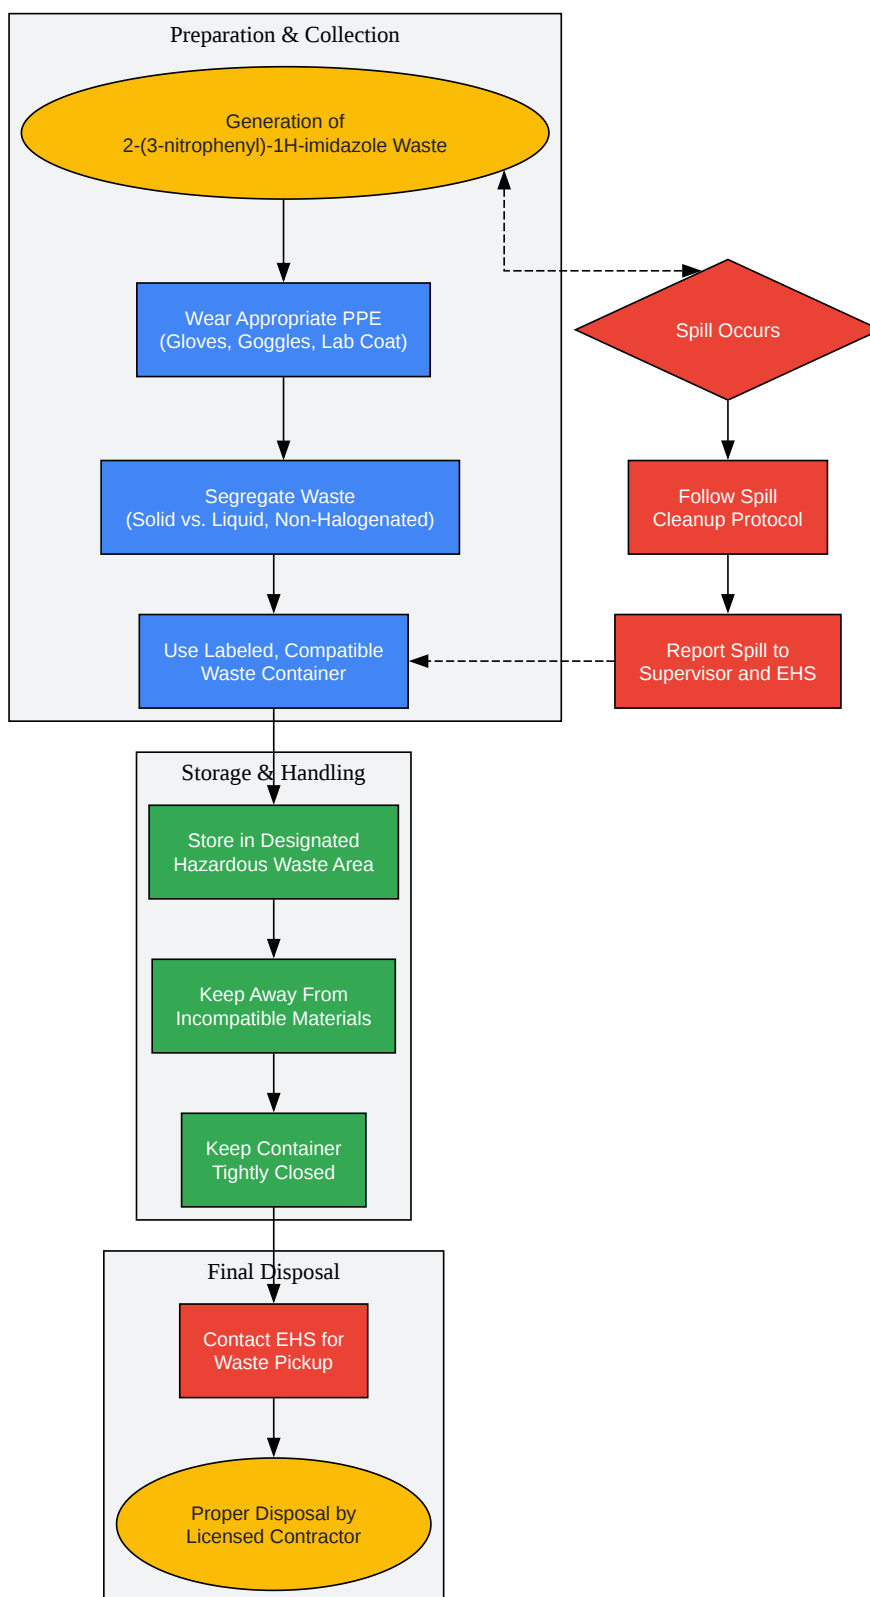 Preparation & Collection
Generation of
2-(3-nitrophenyl)-1H-imidazole Waste
Wear Appropriate PPE
(Gloves, Goggles, Lab Coat)
Spill Occurs
Segregate Waste
(Solid vs. Liquid, Non-Halogenated)
Follow Spill
Cleanup Protocol
Use Labeled, Compatible
Waste Container
Report Spill to
Supervisor and EHS
Storage & Handling
Store in Designated
Hazardous Waste Area
Keep Away From
Incompatible Materials
Keep Container
Tightly Closed
Final Disposal
Contact EHS for
Waste Pickup
Proper Disposal by
Licensed Contractor